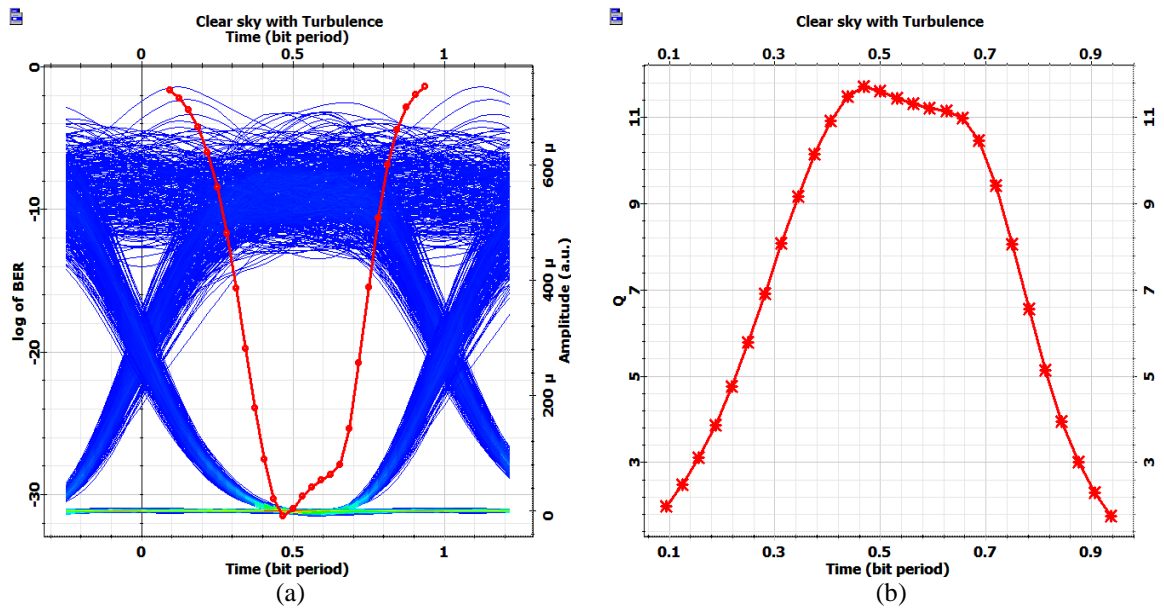 Clear sky with Turbulence
Time (bit period)
0 0.5 1
0
-10
-20
-30
log of BER
600 µ
400 µ
200 µ
0
Amplitude (a.u.)
0 0.5 1
Time (bit period)
(a)
Clear sky with Turbulence
0.1 0.3 0.5 0.7 0.9
11 11
9 9
7 7
5 5
3 3
Q
0.1 0.3 0.5 0.7 0.9
Time (bit period)
(b)